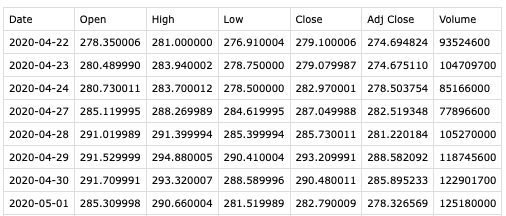 Date Open High Low Close Adj Close Volume
2020-04-22 278.350006 281.000000 276.910004 279.100006 274.694824 93524600
2020-04-23 280.489990 283.940002 278.750000 279.079987 274.675110 104709700
2020-04-24 280.730011 283.700012 278.500000 282.970001 278.503754 85166000
2020-04-27 285.119995 288.269989 284.619995 287.049988 282.519348 77896600
2020-04-28 291.019989 291.399994 285.399994 285.730011 281.220184 105270000
2020-04-29 291.529999 294.880005 290.410004 293.209991 288.582092 118745600
2020-04-30 291.709991 293.320007 288.589996 290.480011 285.895233 122901700
2020-05-01 285.309998 290.660004 281.519989 282.790009 278.326569 125180000